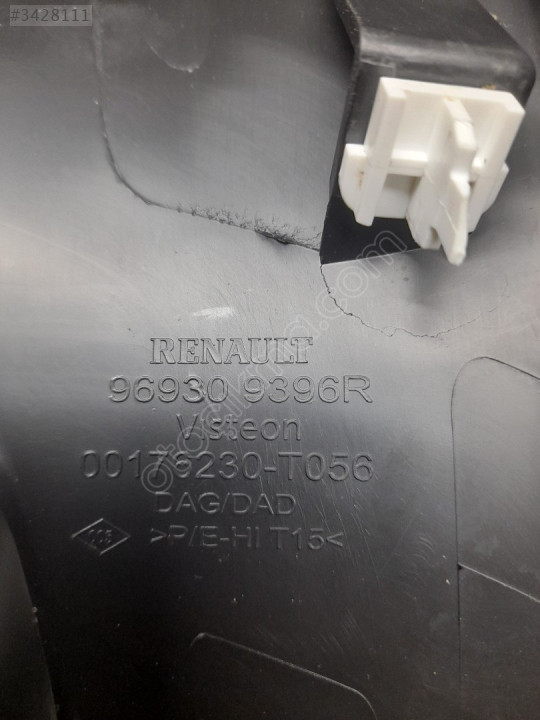 #3428111
RENAULT
96930 9396R
Visteon
00176230-T056
DAG/DAD
>P/E-HI T15<